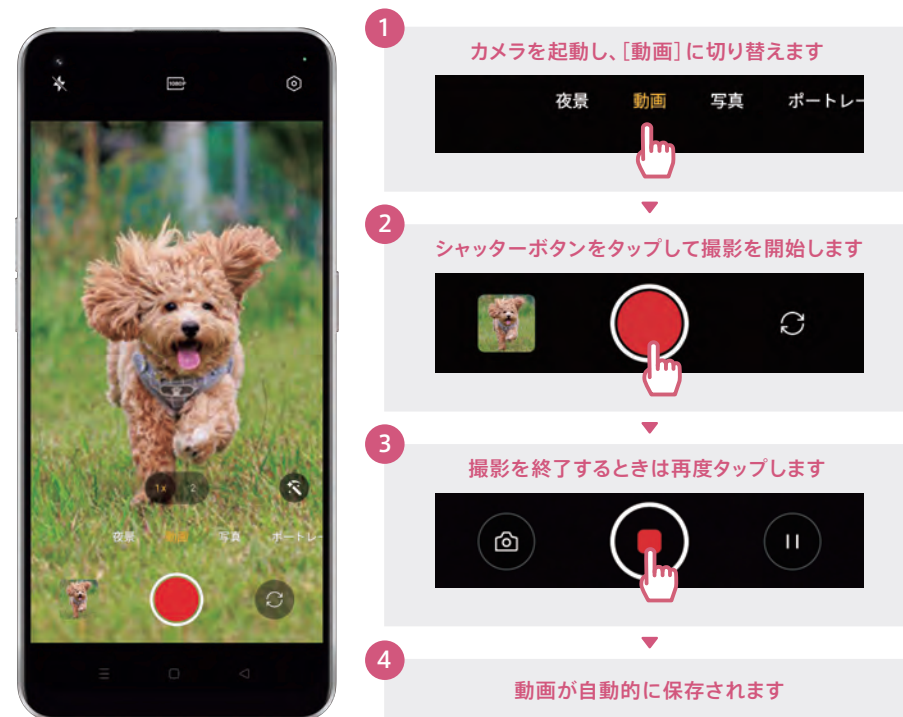 1080P
1x
2
夜景
動画
写真
ポートレー
1
カメラを起動し、［動画］に切り替えます
夜景
動画
写真
ポートレー
2
シャッターボタンをタップして撮影を開始します
3
撮影を終了するときは再度タップします
4
動画が自動的に保存されます